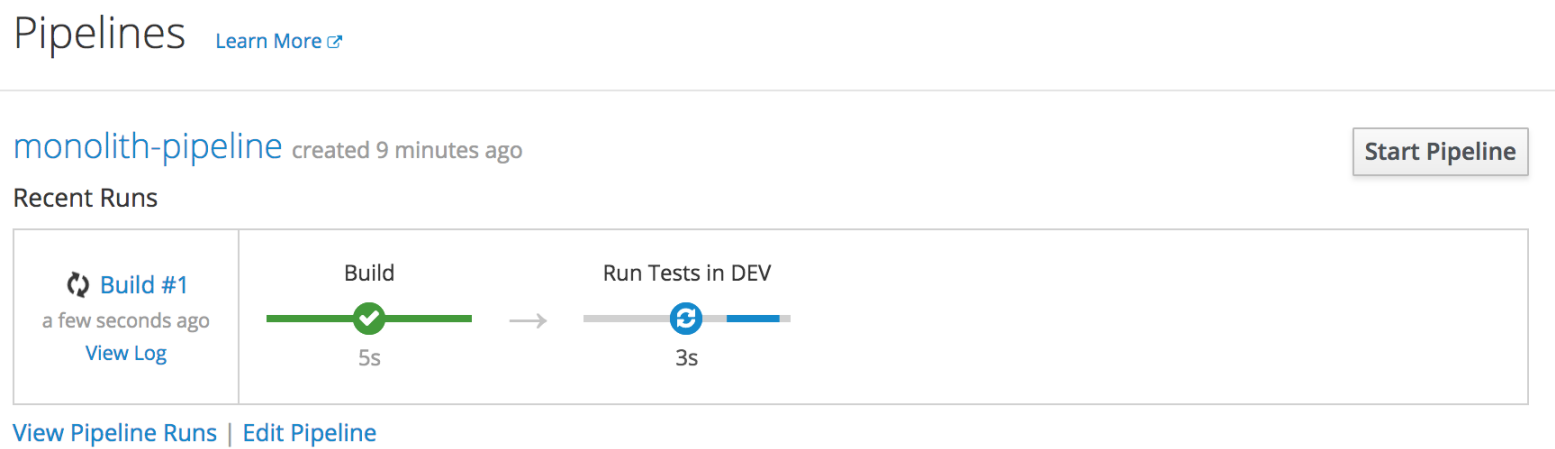 Pipelines Learn More
monolith-pipeline created 9 minutes ago
Start Pipeline
Recent Runs
Build #1
a few seconds ago
View Log
Build
5s
Run Tests in DEV
3s
View Pipeline Runs | Edit Pipeline